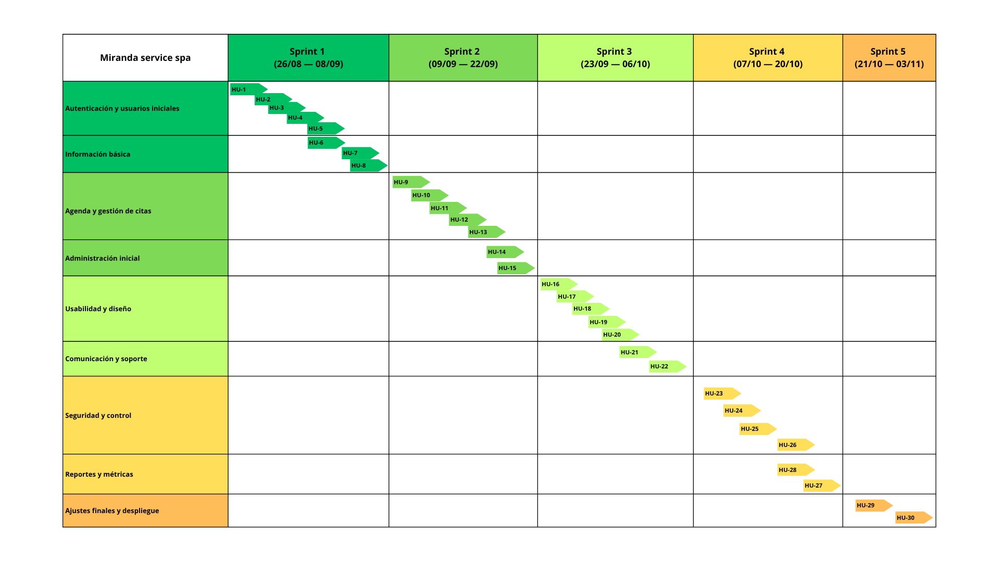 Miranda service spa
Sprint 1
(26/08 — 08/09)
Sprint 2
(09/09 — 22/09)
Sprint 3
(23/09 — 06/10)
Sprint 4
(07/10 — 20/10)
Sprint 5
(21/10 — 03/11)
Autenticación y usuarios iniciales
HU-1
HU-2
HU-3
HU-4
HU-5
Información básica
HU-6
HU-7
HU-8
Agenda y gestión de citas
HU-9
HU-10
HU-11
HU-12
HU-13
Administración inicial
HU-14
HU-15
Usabilidad y diseño
HU-16
HU-17
HU-18
HU-19
HU-20
Comunicación y soporte
HU-21
HU-22
Seguridad y control
HU-23
HU-24
HU-25
HU-26
Reportes y métricas
HU-28
HU-27
Ajustes finales y despliegue
HU-29
HU-30